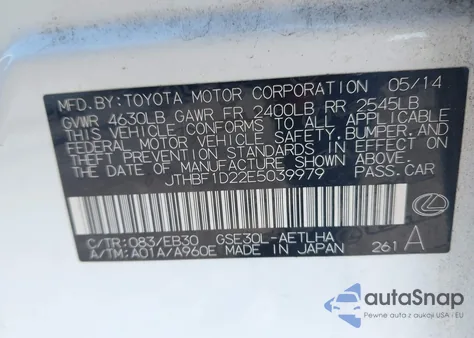 MFD.BY: TOYOTA MOTOR CORPORATION 05/14
GVWR 4630LB GAWR FR 2400LB RR 2545LB
THIS VEHICLE CONFORMS TO ALL APPLICABLE
FEDERAL MOTOR VEHICLE SAFETY, BUMPER, AND
THEFT PREVENTION STANDARDS IN EFFECT ON
THE DATE OF MANUFACTURE SHOWN ABOVE.
JTHBF1D22E5039979 PASS.CAR
C/TR: 083/EB30 GSE30L-AETLHA
A/TM: A01A/A960E MADE IN JAPAN 261 A
autoSnap
Pewne auta z aukcji USA i EU